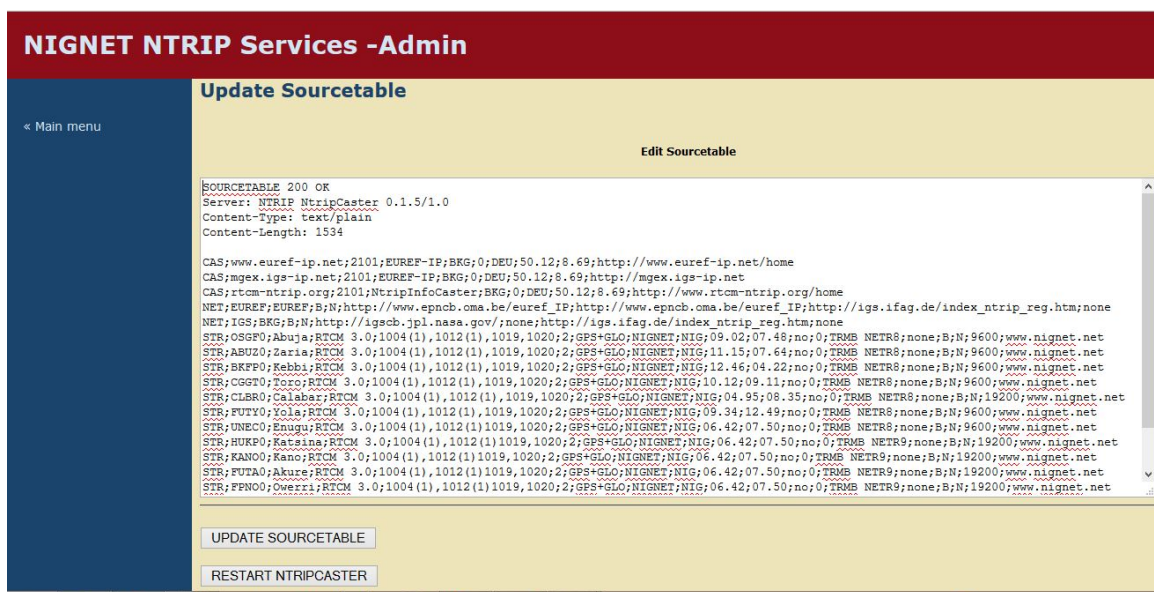 NIGNET NTRIP Services -Admin
Update Sourcetable
« Main menu
Edit Sourcetable
SOURCETABLE 200 OK
Server: NTRIP NtripCaster 0.1.5/1.0
Content-Type: text/plain
Content-Length: 1534
CAS;www.euref-ip.net;2101;EUREF-IP;BKG;0;DEU;50.12;8.69;http://www.euref-ip.net/home
CAS;mgex.igs-ip.net;2101;EUREF-IP;BKG;0;DEU;50.12;8.69;http://mgex.igs-ip.net
CAS;rtcm-ntrip.org;2101;NtripInfoCaster;BKG;0;DEU;50.12;8.69;http://www.rtcm-ntrip.org/home
NET;EUREF;EUREF;B;N;http://www.epncb.oma.be/euref_IP;http://www.epncb.oma.be/euref_IP;http://igs.ifag.de/index_ntrip_reg.htm;none
NET;IGS;BKG;B;N;http://igscb.jpl.nasa.gov/;none;http://igs.ifag.de/index_ntrip_reg.htm;none
STR;OSGF0;Abuja;RTCM 3.0;1004(1),1012(1),1019,1020;2;GPS+GLO;NIGNET;NIG;09.02;07.48;no;0;TRMB NETR8;none;B;N;9600;www.nignet.net
STR;ABUZ0;Zaria;RTCM 3.0;1004(1),1012(1),1019,1020;2;GPS+GLO;NIGNET;NIG;11.15;07.64;no;0;TRMB NETR8;none;B;N;9600;www.nignet.net
STR;BKFP0;Kebbi;RTCM 3.0;1004(1),1012(1),1019,1020;2;GPS+GLO;NIGNET;NIG;12.46;04.22;no;0;TRMB NETR8;none;B;N;9600;www.nignet.net
STR;CGGT0;Toro;RTCM 3.0;1004(1),1012(1),1019,1020;2;GPS+GLO;NIGNET;NIG;10.12;09.11;no;0;TRMB NETR8;none;B;N;9600;www.nignet.net
STR;CLBR0;Calabar;RTCM 3.0;1004(1),1012(1),1019,1020;2;GPS+GLO;NIGNET;NIG;04.95;08.35;no;0;TRMB NETR8;none;B;N;19200;www.nignet.net
STR;FUTY0;Yola;RTCM 3.0;1004(1),1012(1),1019,1020;2;GPS+GLO;NIGNET;NIG;09.34;12.49;no;0;TRMB NETR8;none;B;N;9600;www.nignet.net
STR;UNEC0;Enugu;RTCM 3.0;1004(1),1012(1)1019,1020;2;GPS+GLO;NIGNET;NIG;06.42;07.50;no;0;TRMB NETR8;none;B;N;9600;www.nignet.net
STR;HUKP0;Katsina;RTCM 3.0;1004(1),1012(1)1019,1020;2;GPS+GLO;NIGNET;NIG;06.42;07.50;no;0;TRMB NETR9;none;B;N;19200;www.nignet.net
STR;KANO0;Kano;RTCM 3.0;1004(1),1012(1)1019,1020;2;GPS+GLO;NIGNET;NIG;06.42;07.50;no;0;TRMB NETR9;none;B;N;19200;www.nignet.net
STR;FUTA0;Akure;RTCM 3.0;1004(1),1012(1)1019,1020;2;GPS+GLO;NIGNET;NIG;06.42;07.50;no;0;TRMB NETR9;none;B;N;19200;www.nignet.net
STR;FPNO0;Owerri;RTCM 3.0;1004(1),1012(1)1019,1020;2;GPS+GLO;NIGNET;NIG;06.42;07.50;no;0;TRMB NETR9;none;B;N;19200;www.nignet.net
UPDATE SOURCETABLE
RESTART NTRIPCASTER